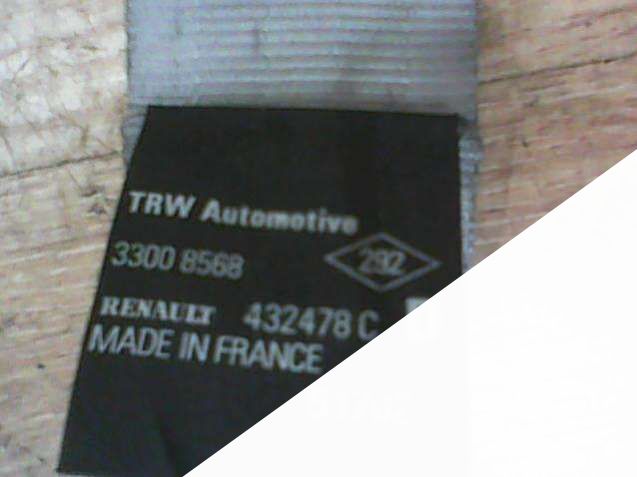 TRW Automotive
3300 8568
292
RENAULT 432478 C
MADE IN FRANCE